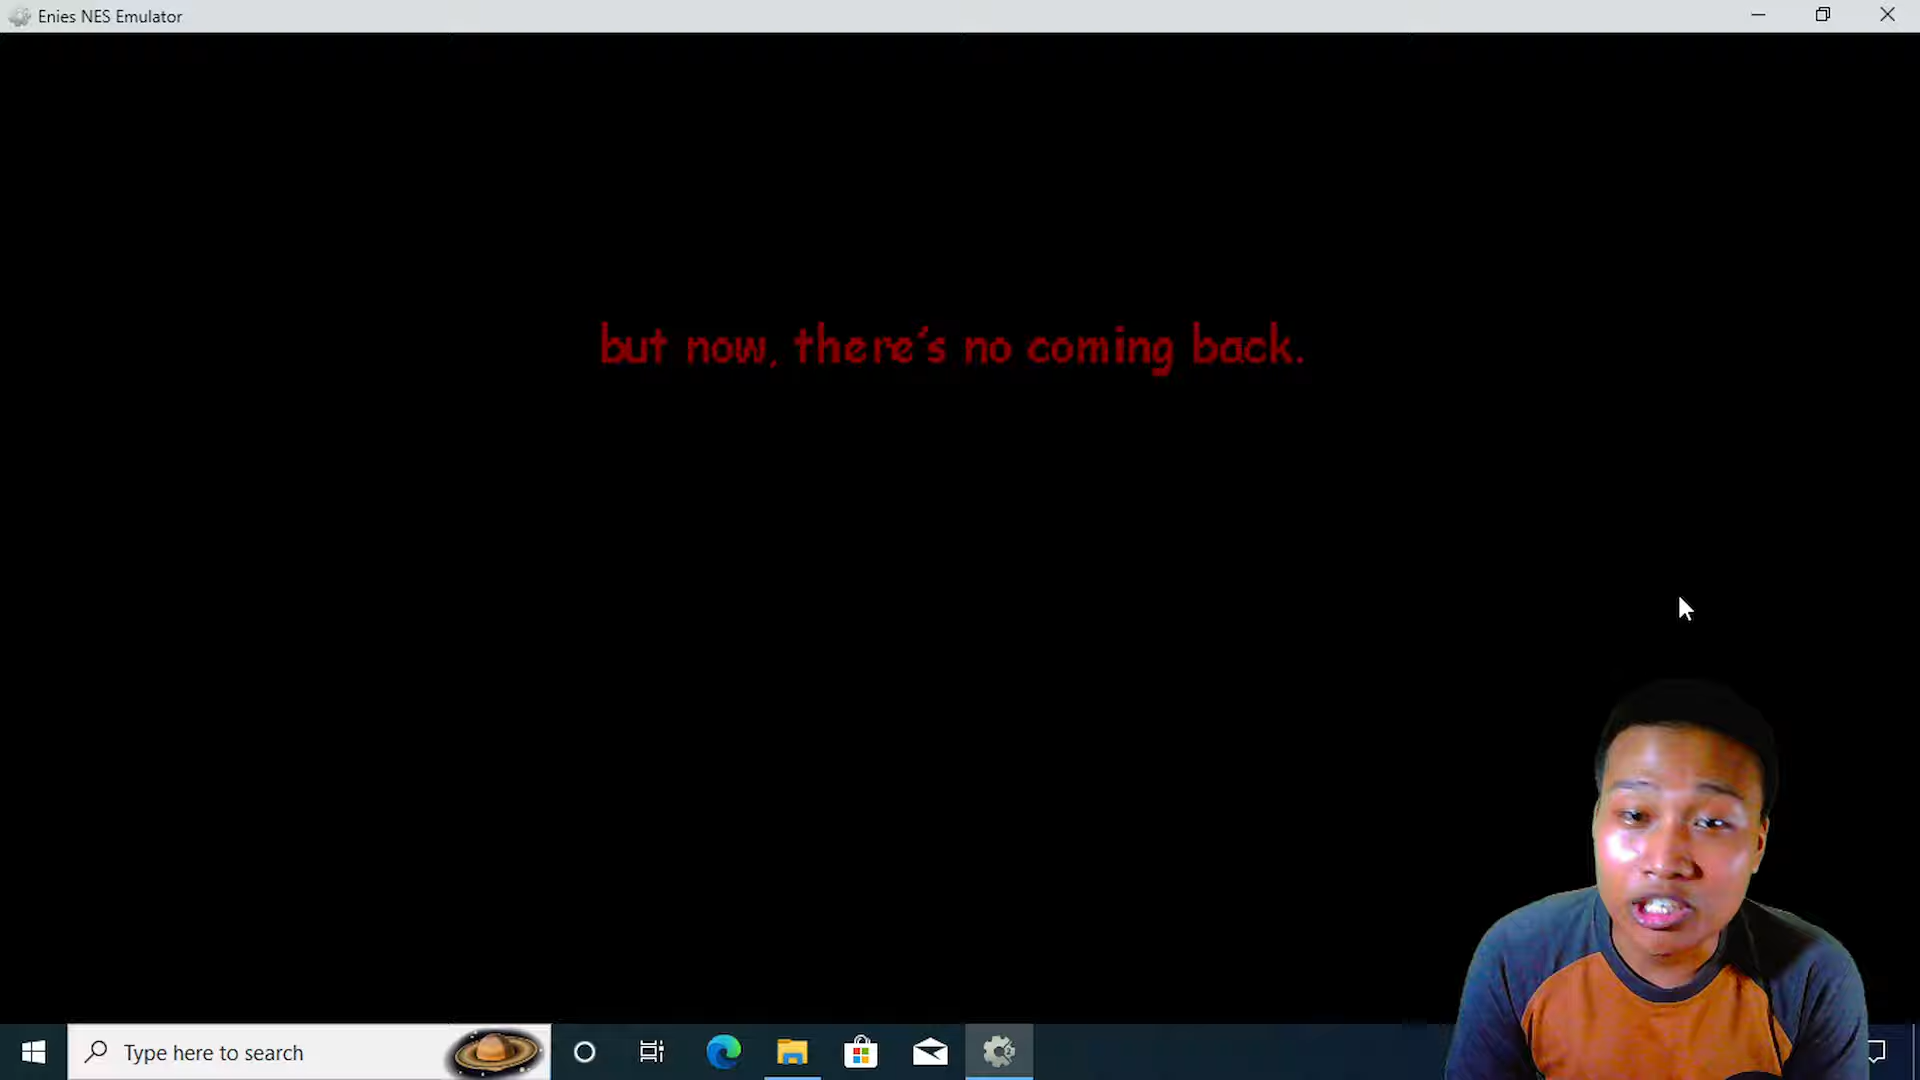 Enies NES Emulator
but now, there's no coming back.
Type here to search